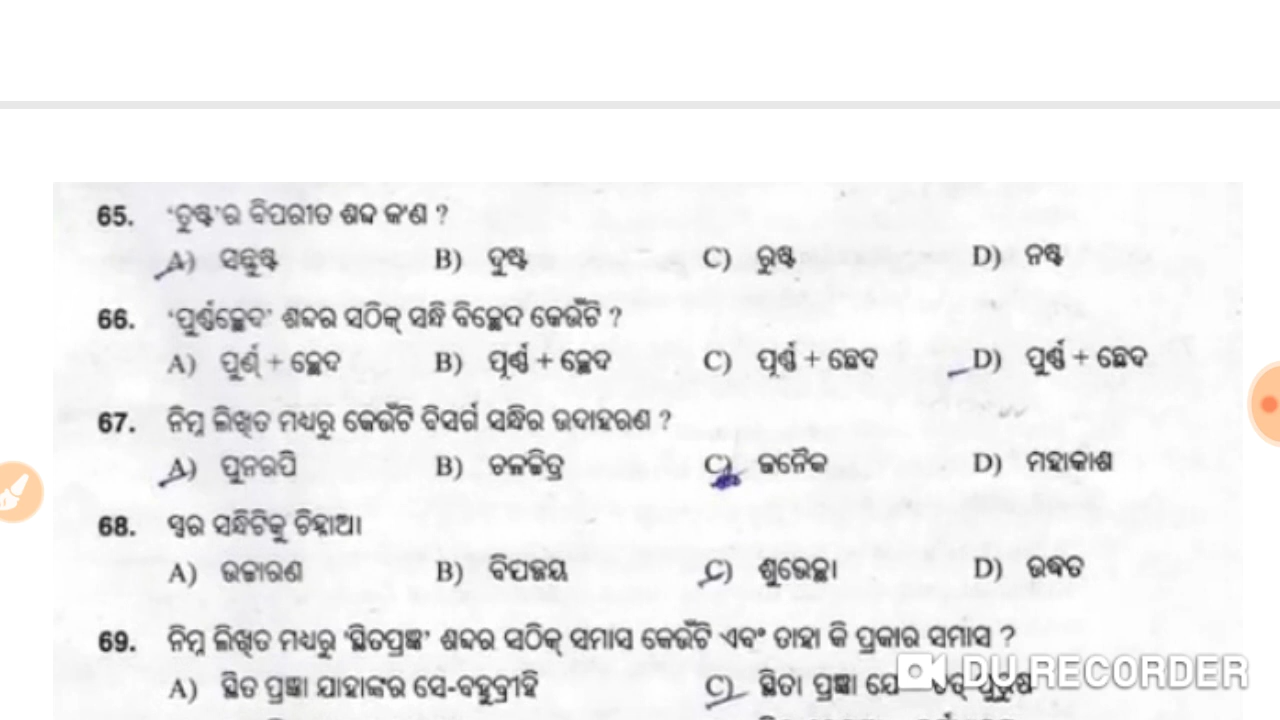 65. 'ତୁଷ୍ଟ'ର ବିପରୀତ ଶବ୍ଦ କ'ଣ ?
A) ସନ୍ତୁଷ୍ଟ B) ଦୁଷ୍ଟ C) ରୁଷ୍ଟ D) ନଷ୍ଟ
66. 'ପୂର୍ଣ୍ଣଚ୍ଛେଦ' ଶବ୍ଦର ସଠିକ୍ ସନ୍ଧି ବିଚ୍ଛେଦ କେଉଁଟି ?
A) ପୂର୍ଣ୍ + ଚ୍ଛେଦ B) ପୂର୍ଣ୍ଣ + ଚ୍ଛେଦ C) ପୂର୍ଣ୍ଣ + ଛେଦ D) ପୁର୍ଣ୍ଣ + ଛେଦ
67. ନିମ୍ନ ଲିଖିତ ମଧ୍ୟରୁ କେଉଁଟି ବିସର୍ଗ ସନ୍ଧିର ଉଦାହରଣ ?
A) ପୁନରପି B) ଚଳଚ୍ଚିତ୍ର C) ଜନୈକ D) ମହାକାଶ
68. ସ୍ୱର ସନ୍ଧିଟିକୁ ଚିହ୍ନାଅ।
A) ଉଚ୍ଚାରଣ B) ବିପଜ୍ଜୟ C) ଶୁଭେଚ୍ଛା D) ଉଦ୍ଧତ
69. ନିମ୍ନ ଲିଖିତ ମଧ୍ୟରୁ 'ସ୍ଥିତପ୍ରଜ୍ଞ' ଶବ୍ଦର ସଠିକ୍ ସମାସ କେଉଁଟି ଏବଂ ତାହା କି ପ୍ରକାର ସମାସ ?
A) ସ୍ଥିତ ପ୍ରଜ୍ଞା ଯାହାଙ୍କର ସେ-ବହୁବ୍ରୀହି C) ସ୍ଥିତା ପ୍ରଜ୍ଞା
DU RECORDER